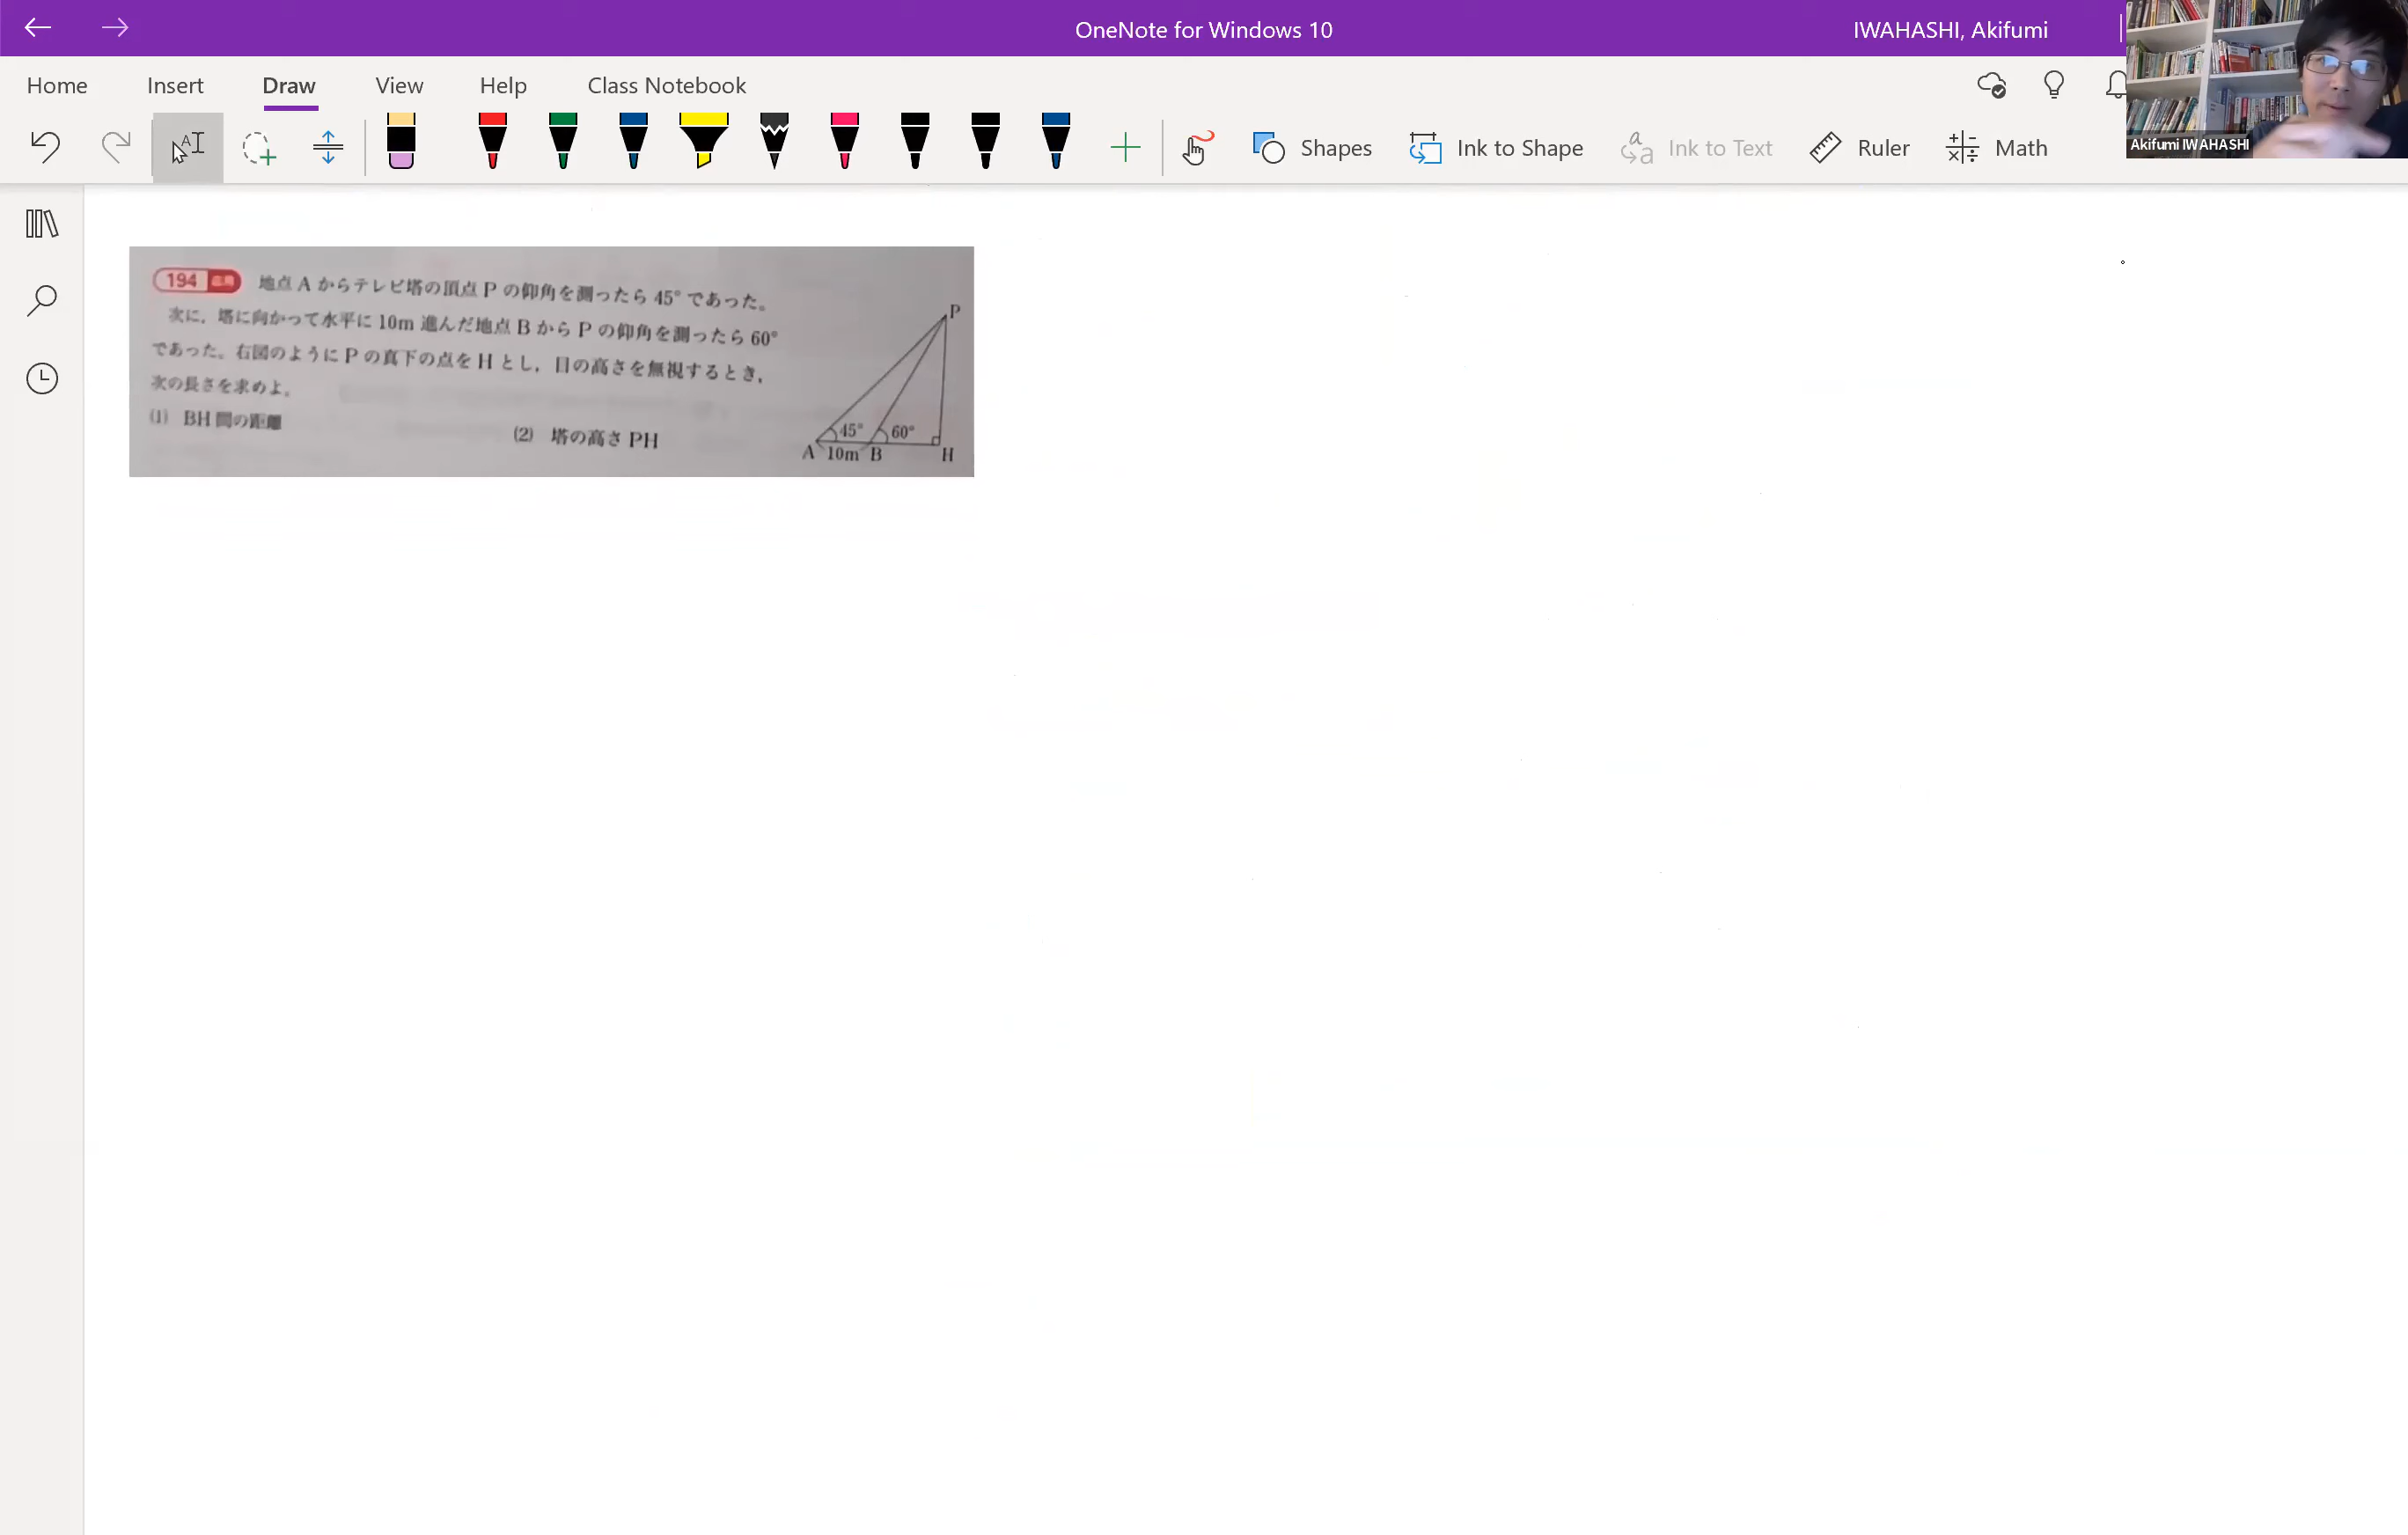 OneNote for Windows 10
IWAHASHI, Akifumi
Home Insert Draw View Help Class Notebook
Shapes Ink to Shape Ink to Text Ruler Math
Akifumi IWAHASHI
194 応用 地点 A からテレビ塔の頂点 P の仰角を測ったら 45° であった。
次に，塔に向かって水平に 10m 進んだ地点 B から P の仰角を測ったら 60°
であった。右図のように P の真下の点を H とし，目の高さを無視するとき，
次の長さを求めよ。
(1) BH 間の距離
(2) 塔の高さ PH
P
45° 60°
A 10m B H